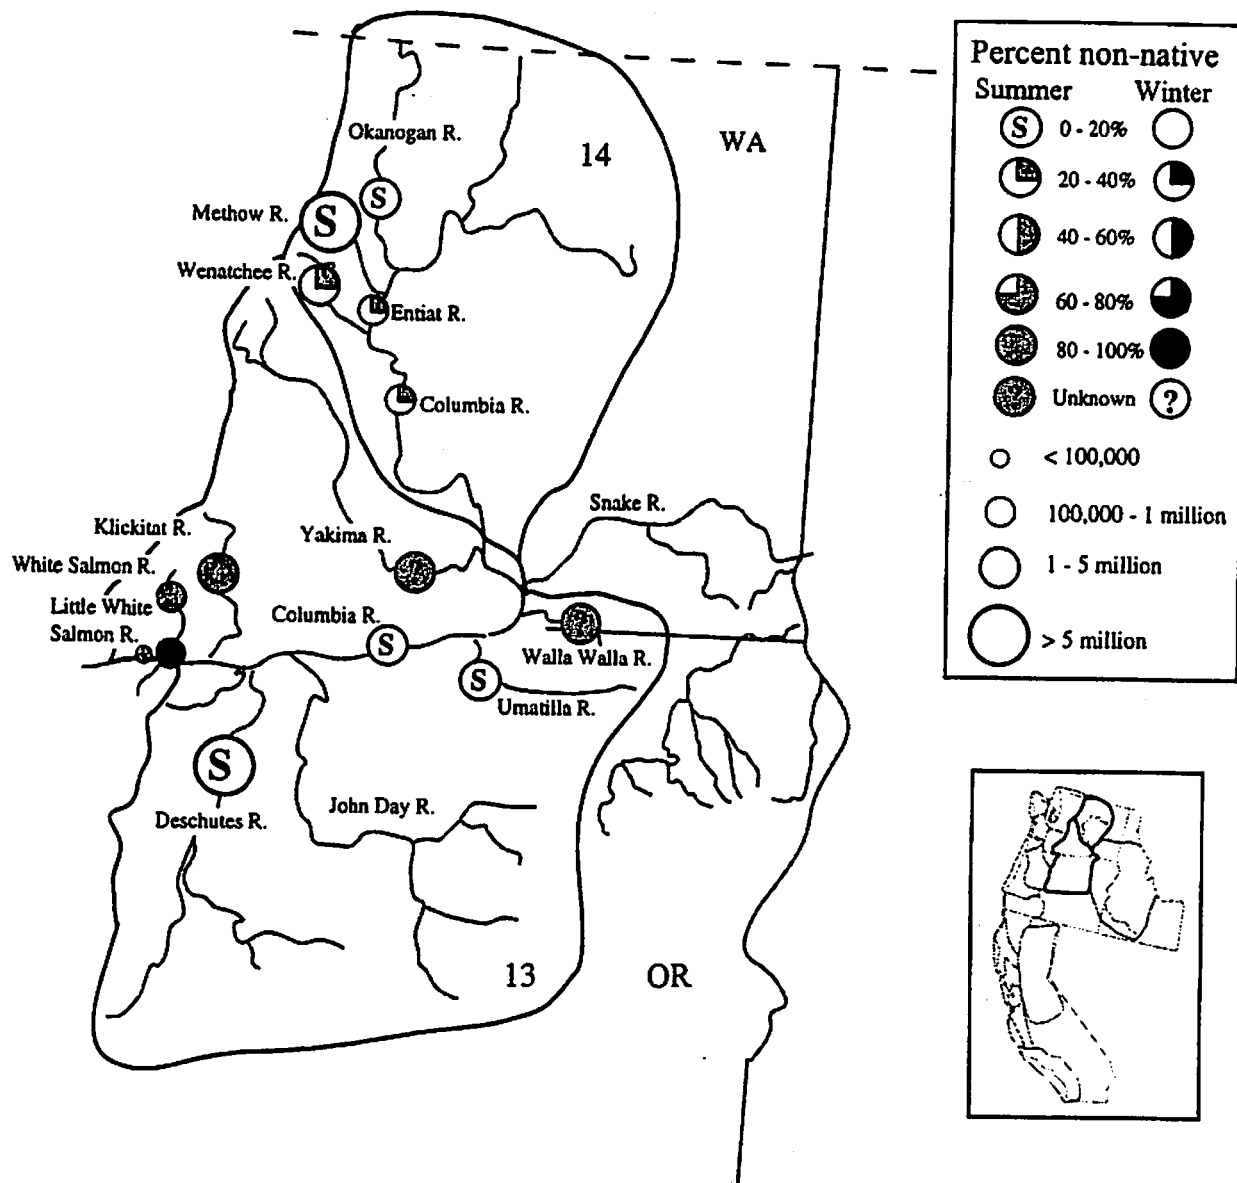 Percent non-native
Summer Winter
S 0 - 20%
20 - 40%
40 - 60%
60 - 80%
80 - 100%
? Unknown ?
< 100,000
100,000 - 1 million
1 - 5 million
> 5 million
Okanogan R.
14
WA
S
Methow R.
S
Wenatchee R.
Entiat R.
Columbia R.
Snake R.
Klickitat R.
Yakima R.
White Salmon R.
Little White
Salmon R.
Columbia R.
S
?
Walla Walla R.
S
Umatilla R.
S
Deschutes R.
John Day R.
13
OR